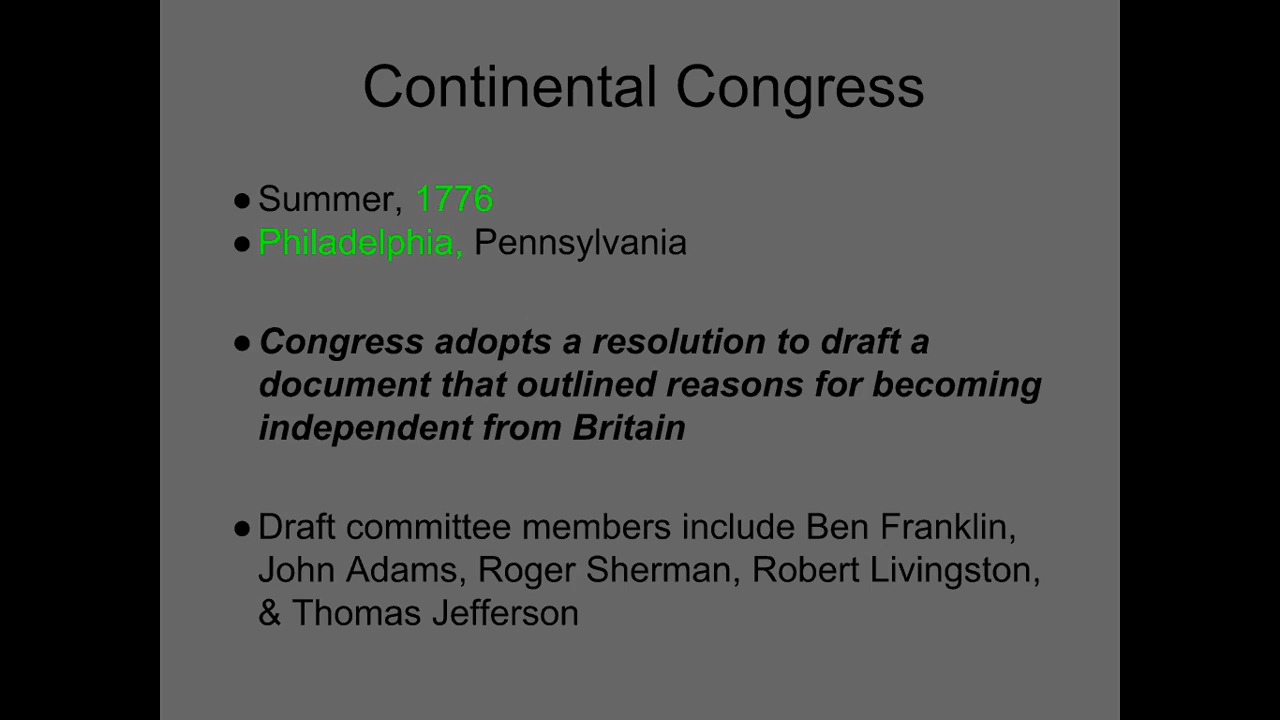 Continental Congress
● Summer, 1776
● Philadelphia, Pennsylvania
● Congress adopts a resolution to draft a
document that outlined reasons for becoming
independent from Britain
● Draft committee members include Ben Franklin,
John Adams, Roger Sherman, Robert Livingston,
& Thomas Jefferson